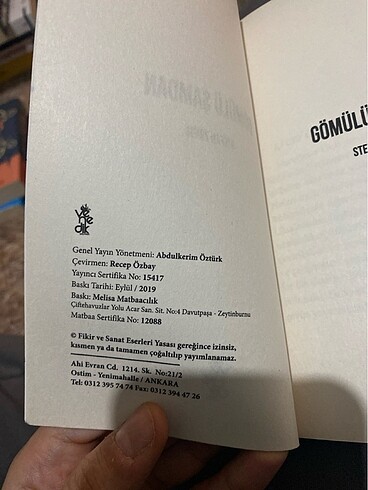 GÖMÜLÜ
STE
venedik
Genel Yayın Yönetmeni: Abdulkerim Öztürk
Çevirmen: Recep Özbay
Yayıncı Sertifika No: 15417
Baskı Tarihi: Eylül / 2019
Baskı: Melisa Matbaacılık
Çiftehavuzlar Yolu Acar San. Sit. No:4 Davutpaşa - Zeytinburnu
Matbaa Sertifika No: 12088
© Fikir ve Sanat Eserleri Yasası gereğince izinsiz,
kısmen ya da tamamen çoğaltılıp yayımlanamaz.
Ahi Evran Cd. 1214. Sk. No:21/2
Ostim - Yenimahalle / ANKARA
Tel: 0312 395 74 74 Fax: 0312 394 47 26